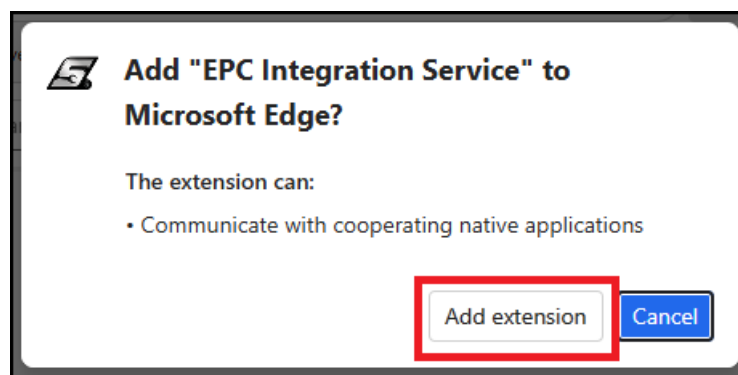 Add "EPC Integration Service" to
Microsoft Edge?
The extension can:
• Communicate with cooperating native applications
Add extension
Cancel